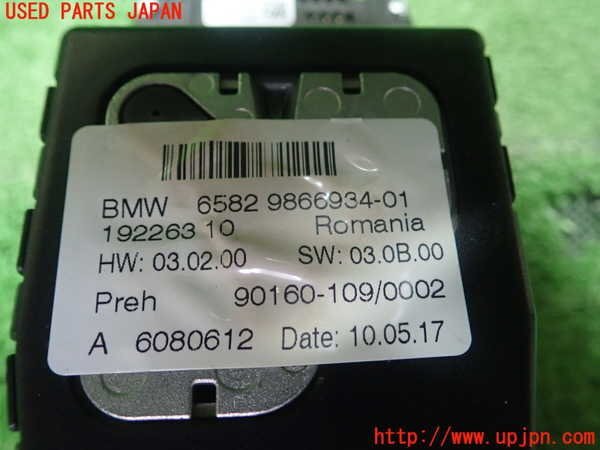 USED PARTS JAPAN
BMW 6582 9866934-01
192263 10 Romania
HW: 03.02.00 SW: 03.0B.00
Preh 90160-109/0002
A 6080612 Date: 10.05.17
http://www.upjpn.com/